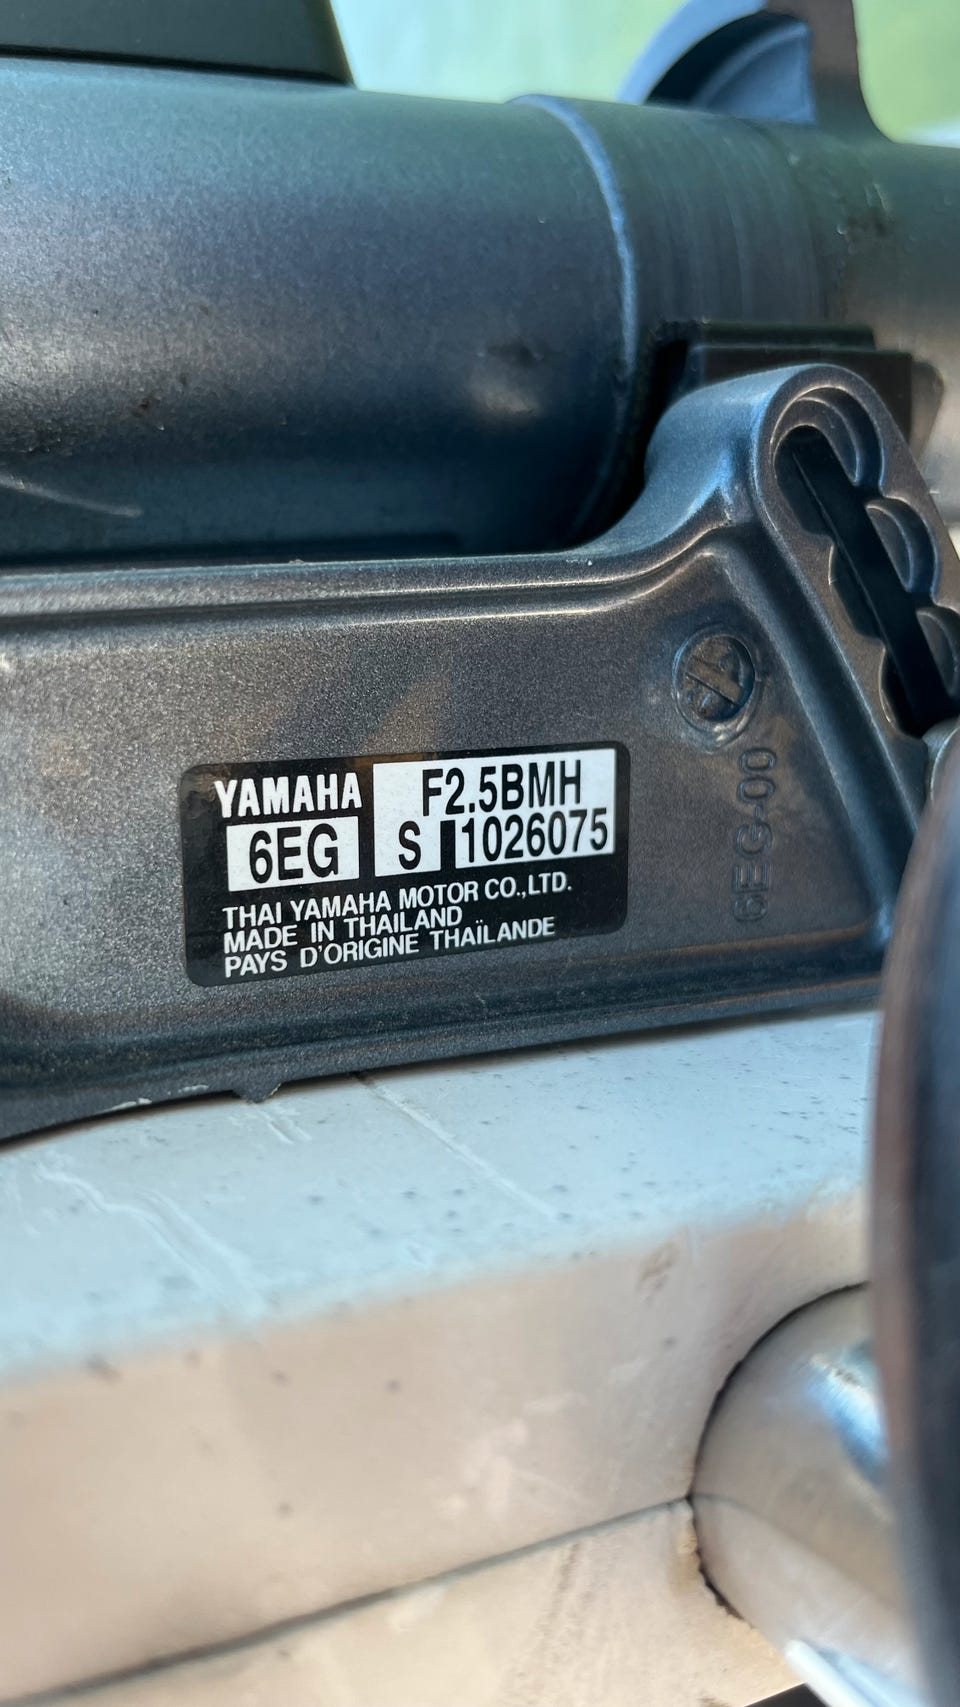 YAMAHA F2.5BMH
6EG S 1026075
THAI YAMAHA MOTOR CO.,LTD.
MADE IN THAILAND
PAYS D'ORIGINE THAÏLANDE
6EG-00